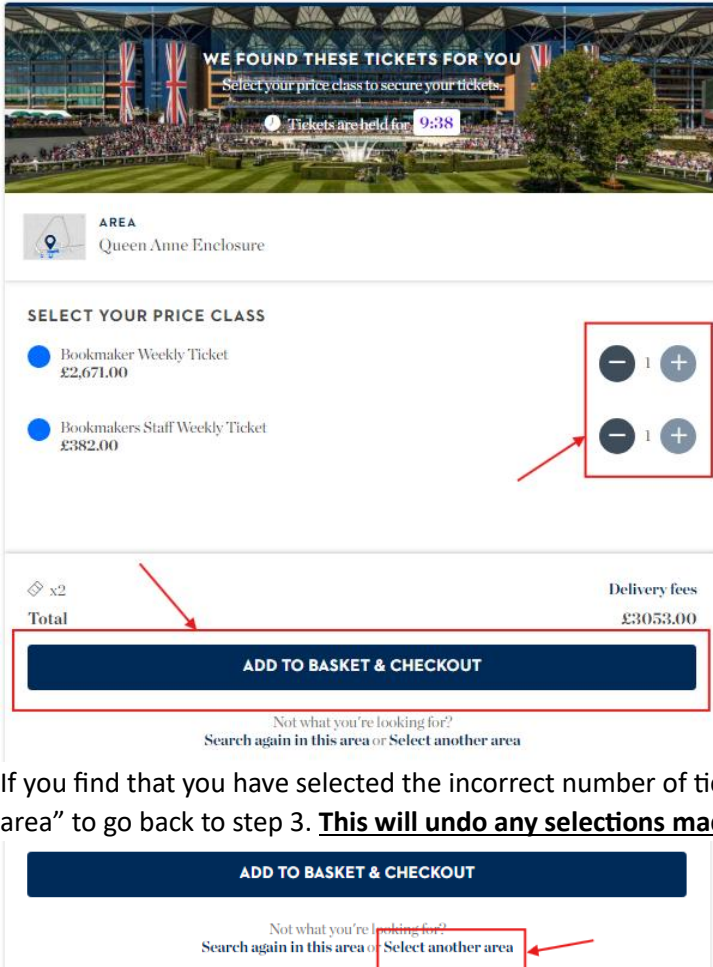 WE FOUND THESE TICKETS FOR YOU
Select your price class to secure your tickets.
Tickets are held for 9:38
AREA
Queen Anne Enclosure
SELECT YOUR PRICE CLASS
Bookmaker Weekly Ticket
£2,671.00
− 1 +
Bookmakers Staff Weekly Ticket
£382.00
− 1 +
x2
Delivery fees
Total
£3053.00
ADD TO BASKET & CHECKOUT
Not what you're looking for?
Search again in this area or Select another area
If you find that you have selected the incorrect number of
area” to go back to step 3. This will undo any selections
ADD TO BASKET & CHECKOUT
Not what you're looking for?
Search again in this area or Select another area